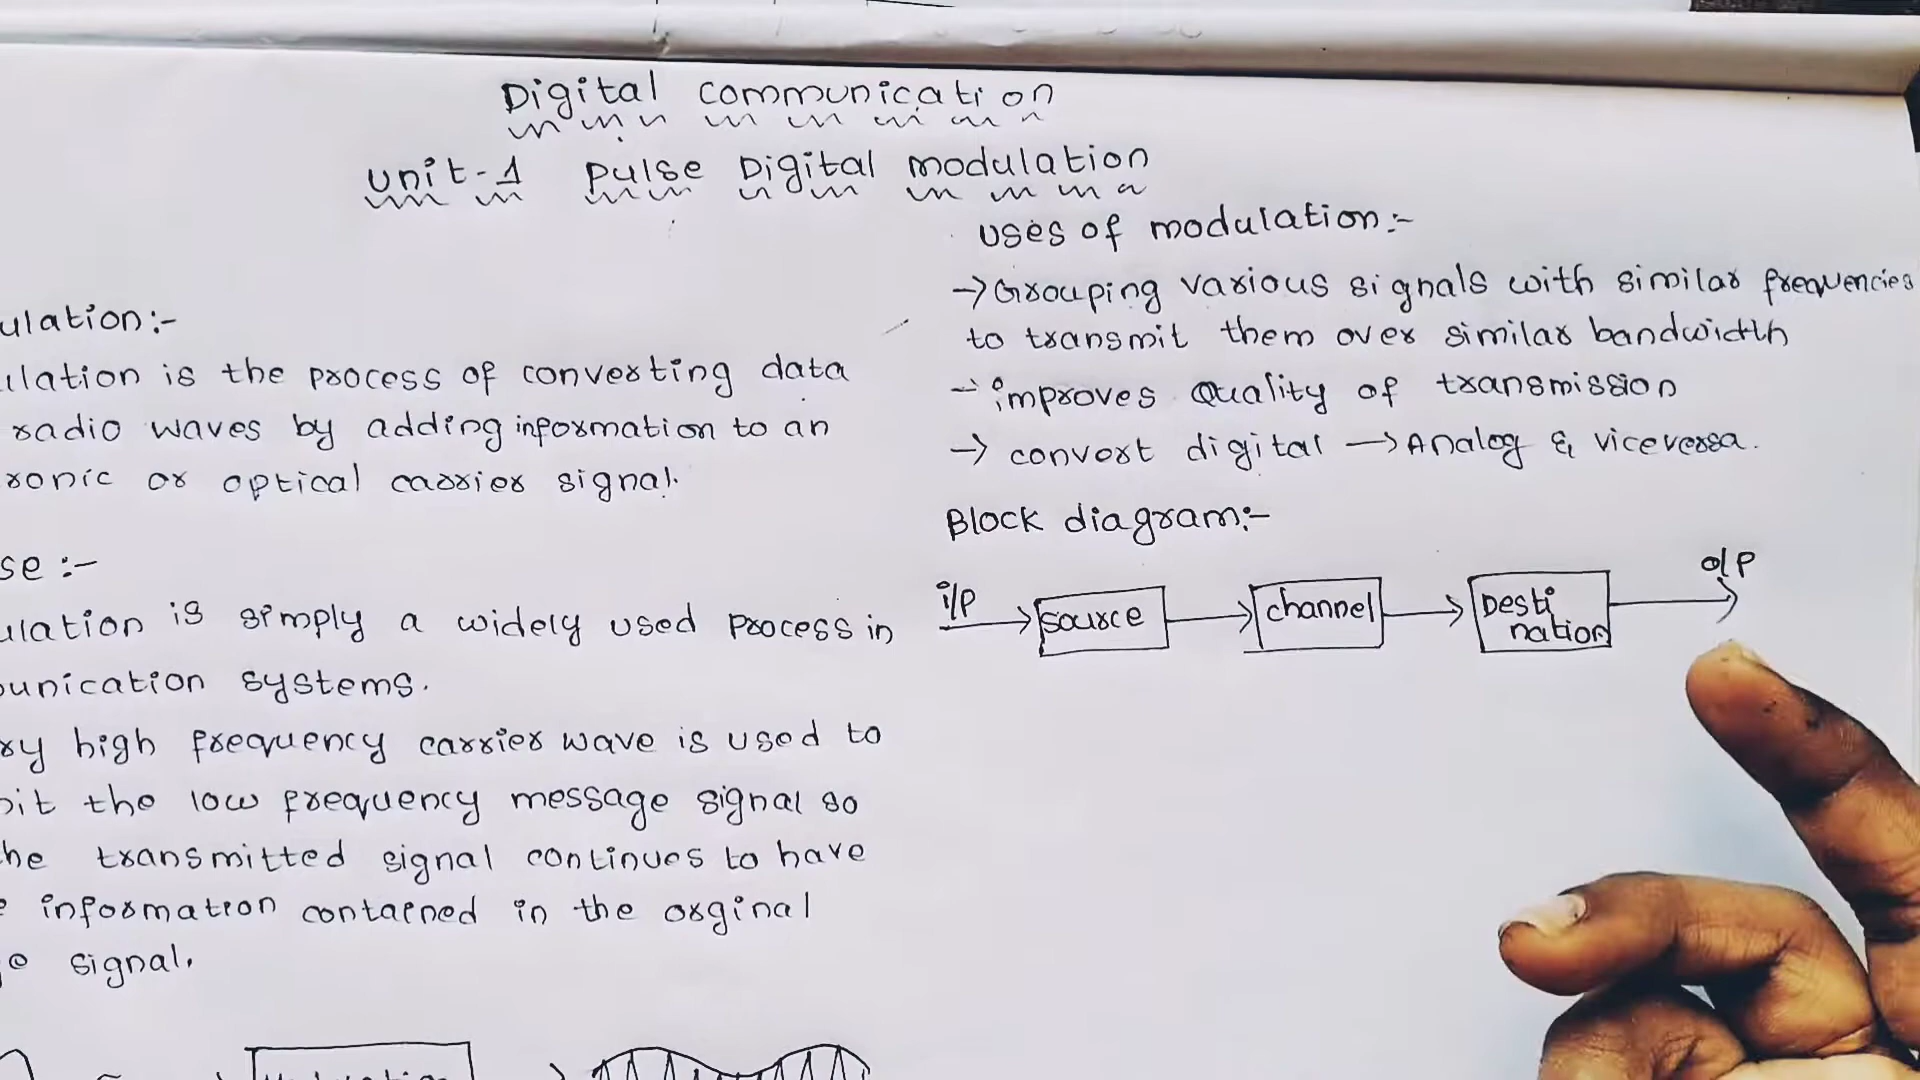 Digital communication
unit-1 pulse Digital modulation
ulation:-
ulation is the process of converting data
radio waves by adding information to an
ronic or optical carrier signal.
se :-
ulation is simply a widely used process in
unication systems.
ry high frequency carrier wave is used to
it the low frequency message signal so
he transmitted signal continues to have
e information contained in the orginal
e signal.
uses of modulation:-
→ Grouping various signals with similar frequencies
to transmit them over similar bandwidth
- improves Quality of transmission
→ convert digital → Analog & viceversa.
Block diagram:-
i/p source channel Desti nation o/p